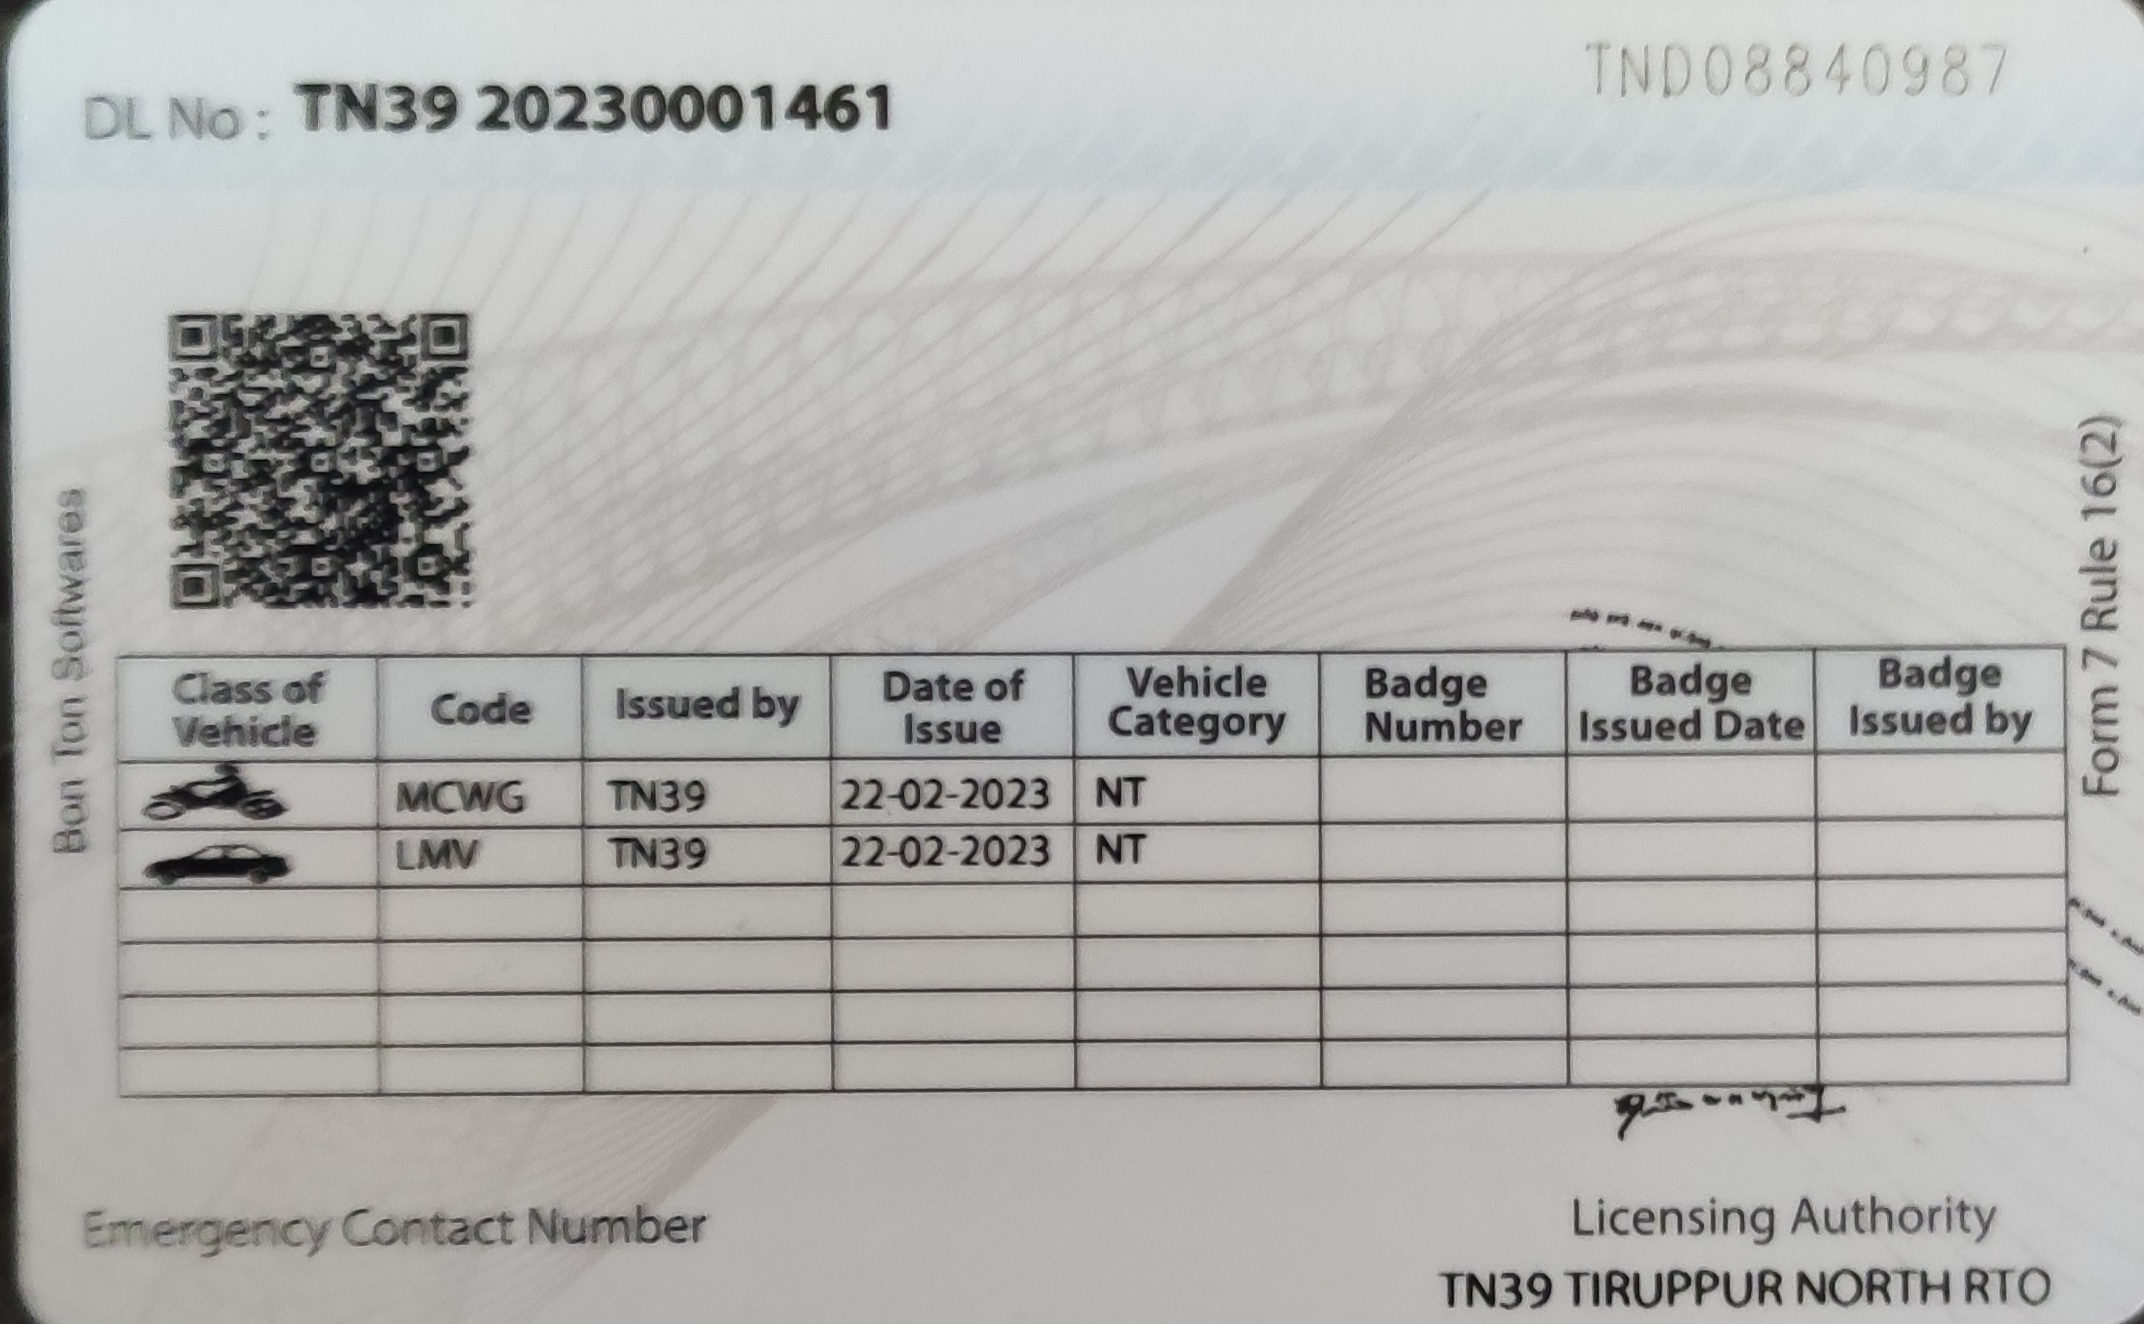 TND08840987
DL No : TN39 20230001461
Bon Ton Softwares
Form 7 Rule 16(2)
Class of Vehicle Code Issued by Date of Issue Vehicle Category Badge Number Badge Issued Date Badge Issued by
MCWG TN39 22-02-2023 NT
LMV TN39 22-02-2023 NT
Emergency Contact Number
Licensing Authority
TN39 TIRUPPUR NORTH RTO